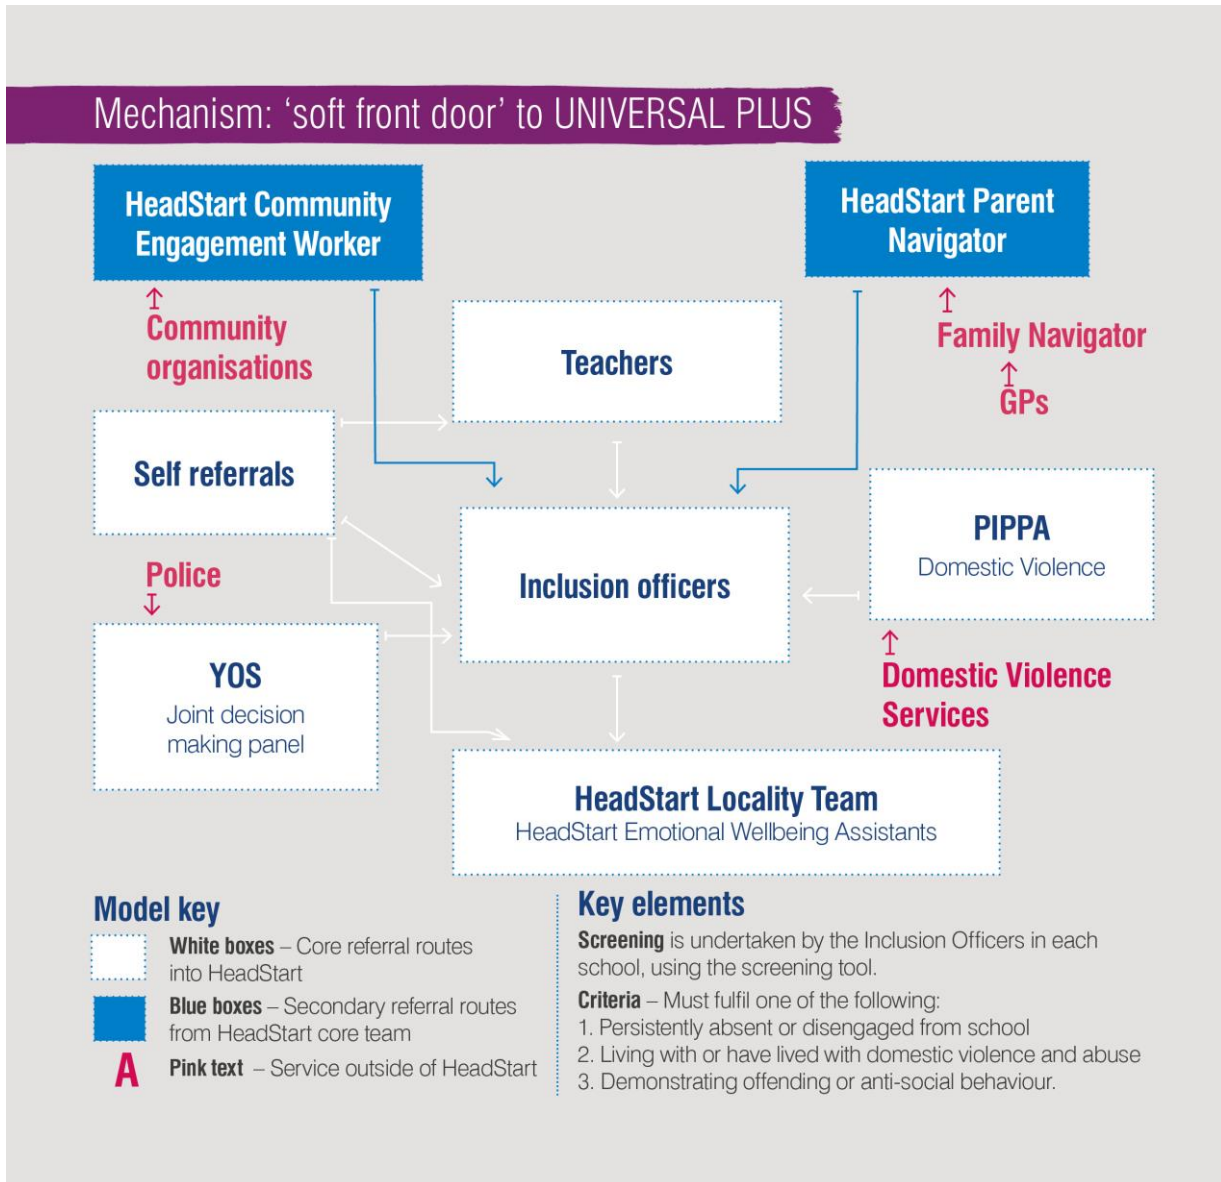 Mechanism: ‘soft front door’ to UNIVERSAL PLUS
HeadStart Community
Engagement Worker
HeadStart Parent
Navigator
Community
organisations
Teachers
Family Navigator
GPs
Self referrals
PIPPA
Domestic Violence
Police
Inclusion officers
YOS
Joint decision
making panel
Domestic Violence
Services
HeadStart Locality Team
HeadStart Emotional Wellbeing Assistants
Model key
White boxes – Core referral routes
into HeadStart
Blue boxes – Secondary referral routes
from HeadStart core team
A
Pink text – Service outside of HeadStart
Key elements
Screening is undertaken by the Inclusion Officers in each
school, using the screening tool.
Criteria – Must fulfil one of the following:
1. Persistently absent or disengaged from school
2. Living with or have lived with domestic violence and abuse
3. Demonstrating offending or anti-social behaviour.